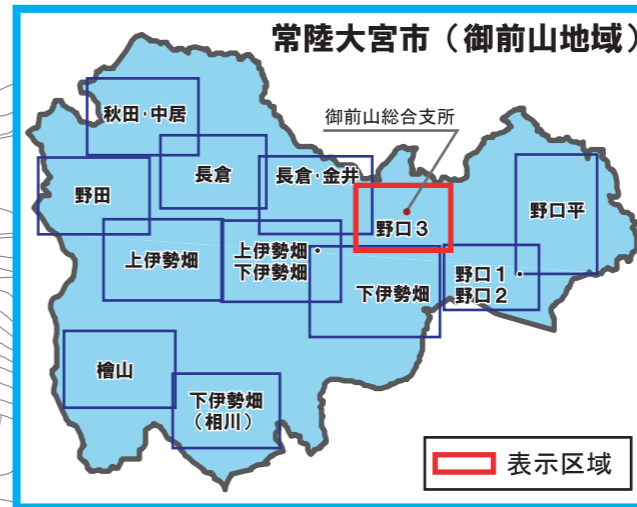 常陸大宮市（御前山地域）
御前山総合支所
秋田･中居
長倉
長倉･金井
野田
野口3
野口平
上伊勢畑
上伊勢畑・
下伊勢畑
下伊勢畑
野口1・
野口2
檜山
下伊勢畑
（相川）
表示区域